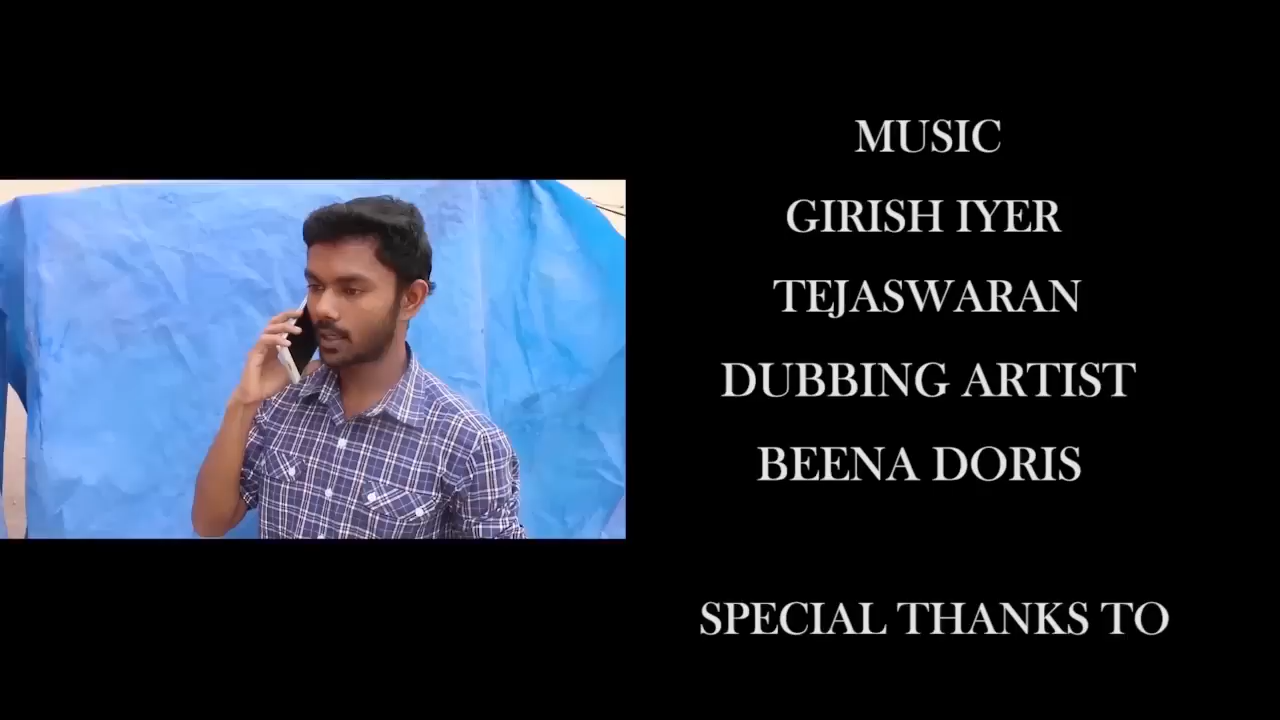 MUSIC
GIRISH IYER
TEJASWARAN
DUBBING ARTIST
BEENA DORIS
SPECIAL THANKS TO